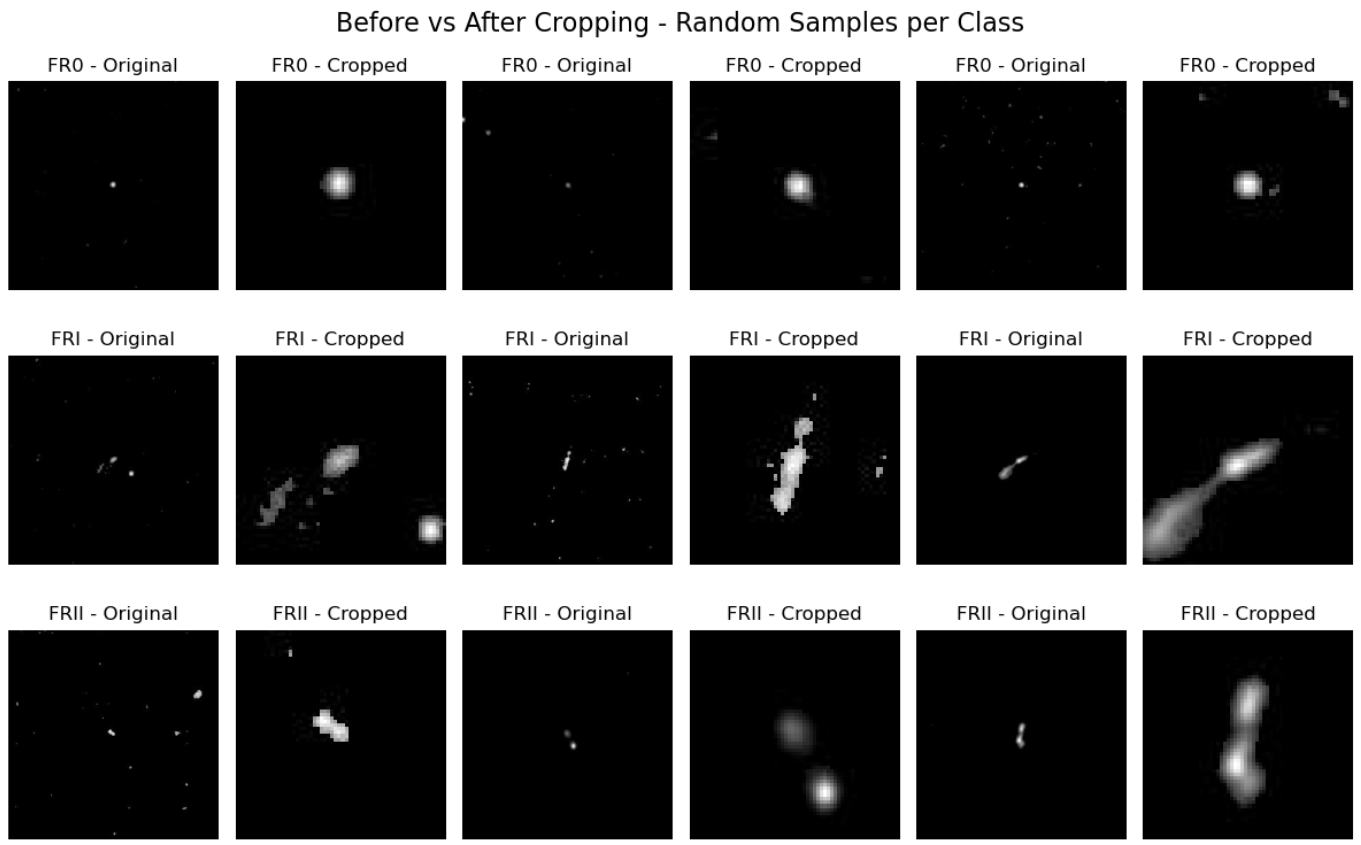 Before vs After Cropping - Random Samples per Class
FR0 - Original FR0 - Cropped FR0 - Original FR0 - Cropped FR0 - Original FR0 - Cropped
FRI - Original FRI - Cropped FRI - Original FRI - Cropped FRI - Original FRI - Cropped
FRII - Original FRII - Cropped FRII - Original FRII - Cropped FRII - Original FRII - Cropped